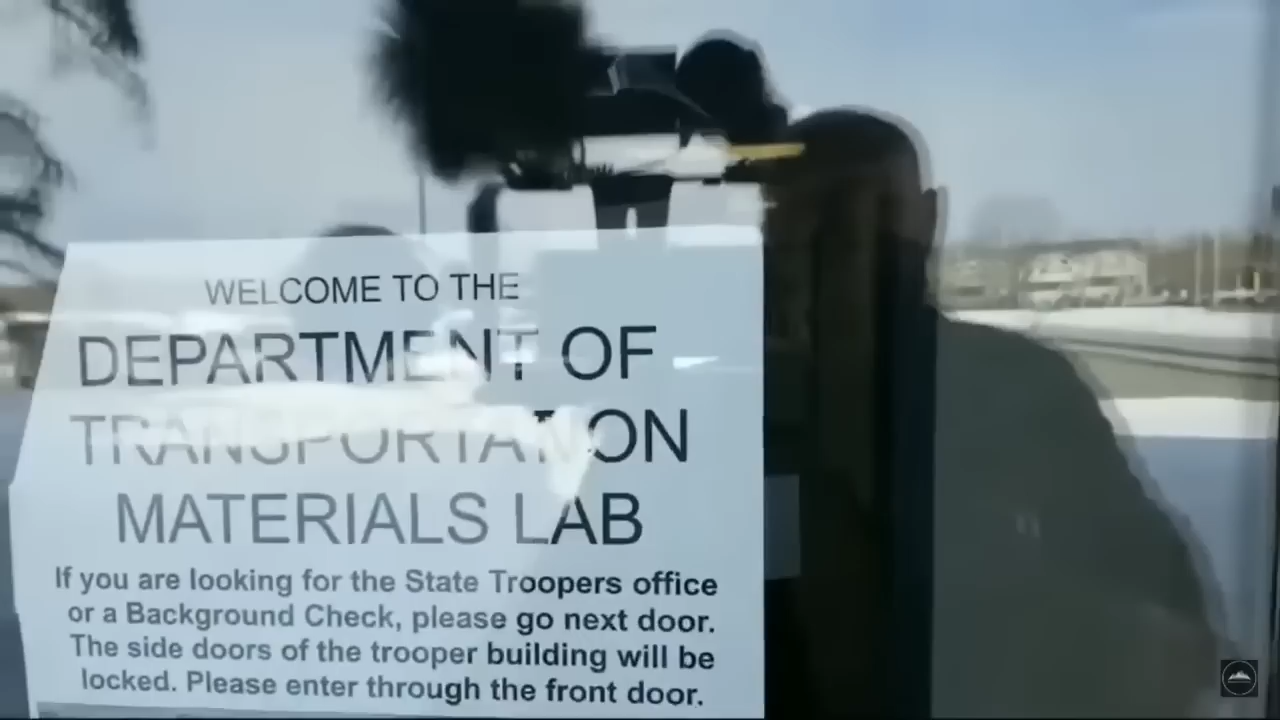 WELCOME TO THE
DEPARTMENT OF
TRANSPORTATION
MATERIALS LAB
If you are looking for the State Troopers office
or a Background Check, please go next door.
The side doors of the trooper building will be
locked. Please enter through the front door.